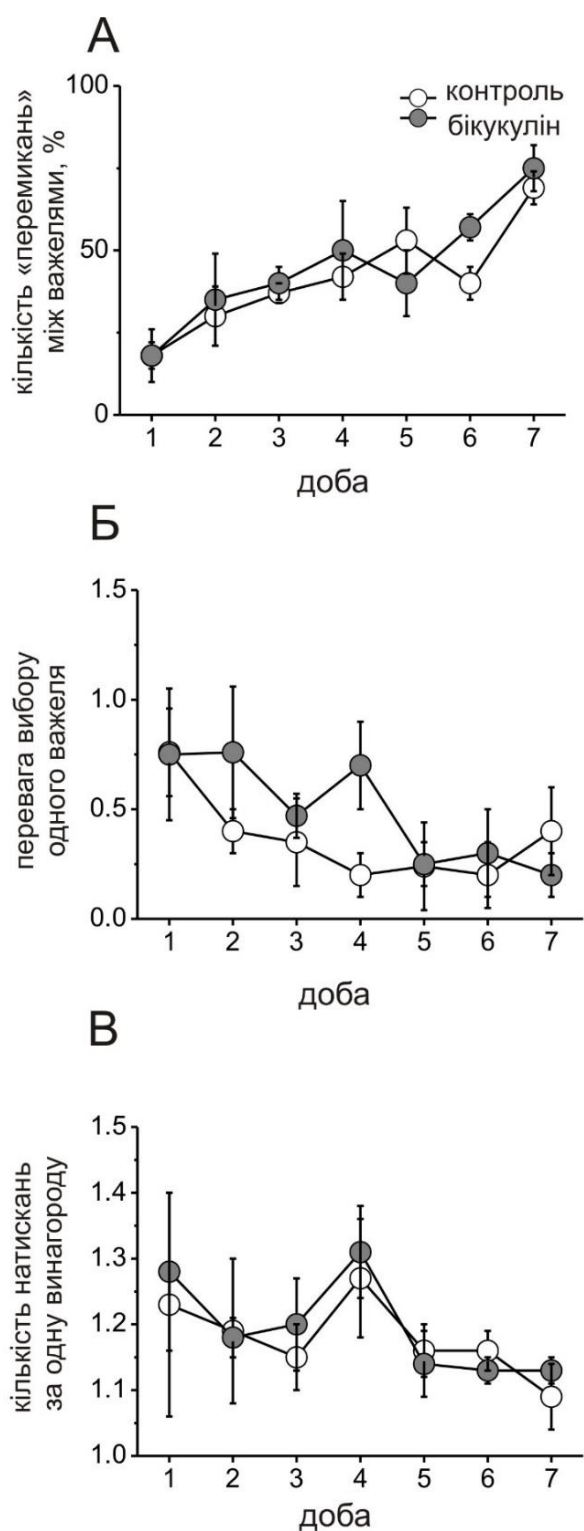 А
кількість «перемикань»
між важелями, %
100
50
0
контроль
бікукулін
1 2 3 4 5 6 7
доба
Б
перевага вибору
одного важеля
1.5
1.0
0.5
0.0
1 2 3 4 5 6 7
доба
В
кількість натискань
за одну винагороду
1.5
1.4
1.3
1.2
1.1
1.0
1 2 3 4 5 6 7
доба